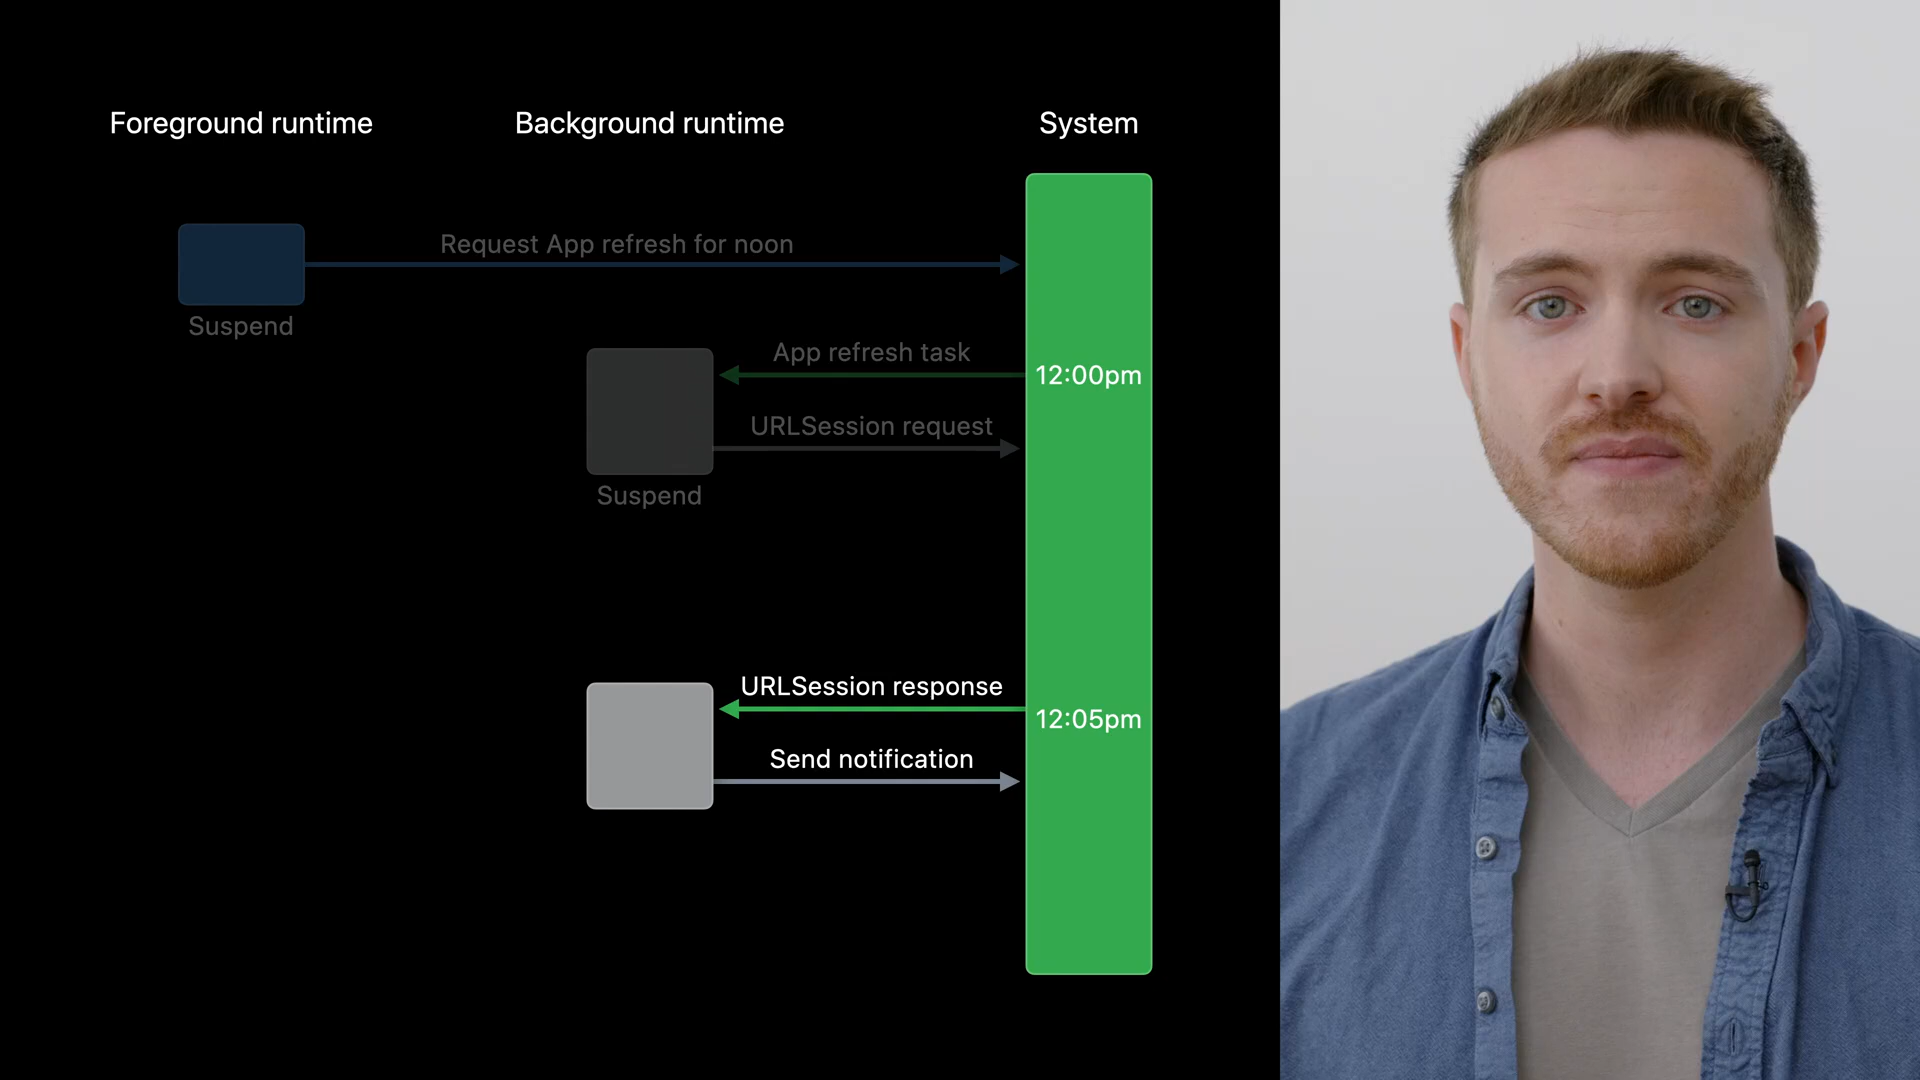 Foreground runtime
Background runtime
System
Request App refresh for noon
Suspend
App refresh task
12:00pm
URLSession request
Suspend
URLSession response
12:05pm
Send notification